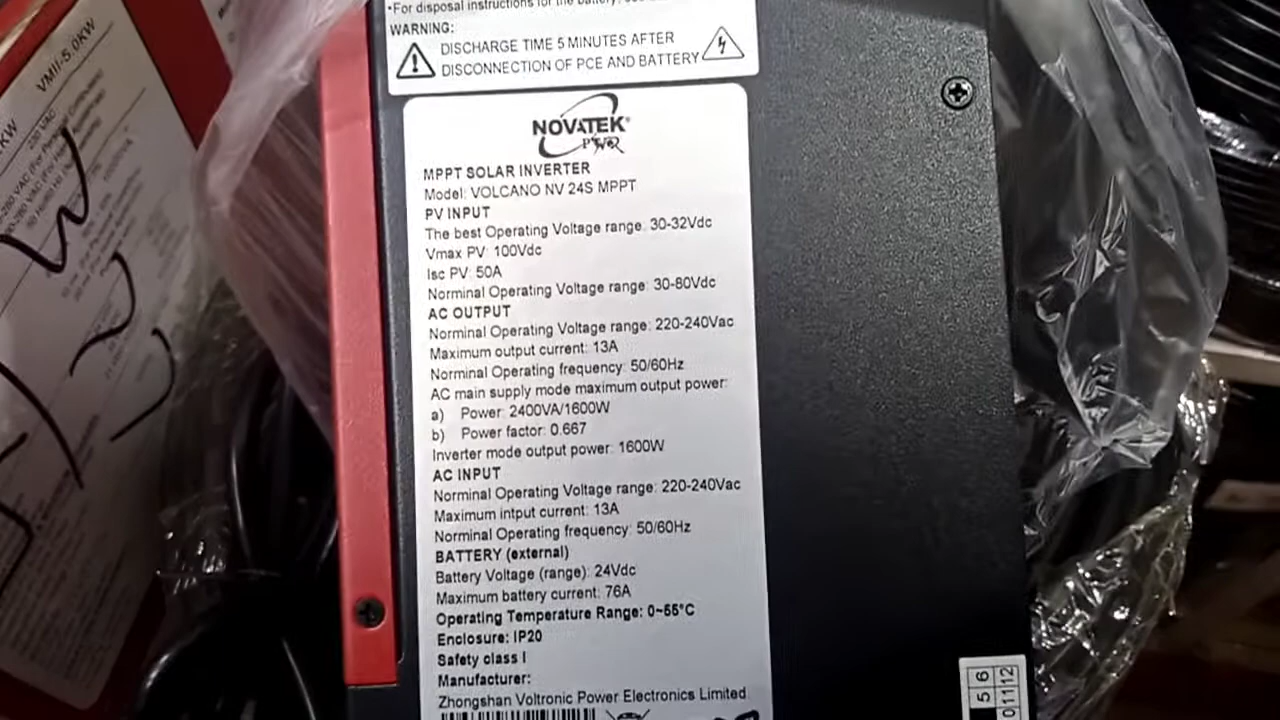 •For disposal instructions for the battery,
WARNING:
DISCHARGE TIME 5 MINUTES AFTER
DISCONNECTION OF PCE AND BATTERY
NOVATEK®
POWER
MPPT SOLAR INVERTER
Model: VOLCANO NV 24S MPPT
PV INPUT
The best Operating Voltage range: 30-32Vdc
Vmax PV: 100Vdc
Isc PV: 50A
Norminal Operating Voltage range: 30-80Vdc
AC OUTPUT
Norminal Operating Voltage range: 220-240Vac
Maximum output current: 13A
Norminal Operating frequency: 50/60Hz
AC main supply mode maximum output power:
a) Power: 2400VA/1600W
b) Power factor: 0.667
Inverter mode output power: 1600W
AC INPUT
Norminal Operating Voltage range: 220-240Vac
Maximum intput current: 13A
Norminal Operating frequency: 50/60Hz
BATTERY (external)
Battery Voltage (range): 24Vdc
Maximum battery current: 76A
Operating Temperature Range: 0~55°C
Enclosure: IP20
Safety class I
Manufacturer:
Zhongshan Voltronic Power Electronics Limited
VMII-5.0KW
230 VAC
5 6
11 12